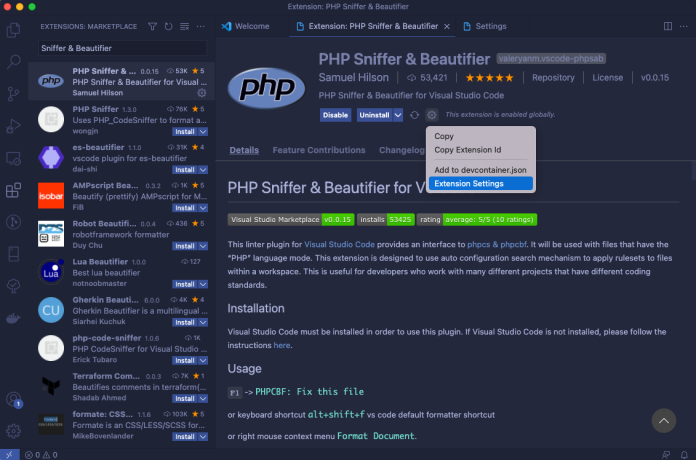 Extension: PHP Sniffer & Beautifier
EXTENSIONS: MARKETPLACE
Welcome
Extension: PHP Sniffer & Beautifier
Settings
Sniffer & Beautifier
PHP Sniffer & ... 0.0.15 53K ★ 5
PHP Sniffer & Beautifier for Visual ...
Samuel Hilson
PHP Sniffer 1.3.0 76K ★ 5
Uses PHP_CodeSniffer to format a...
wongjn Install
es-beautifier 1.1.0 31K ★ 4
vscode plugin for es-beautifier
dai-shi Install
AMPscript Bea... 0.3.2 1K ★ 5
Beautify (prettify) AMPscript for M...
FiB Install
Robot Beautifi... 0.0.4 43K ★ 5
robotframework formatter
Duy Chu Install
Lua Beautifier 1.0.0 127
Best lua beautifier
notnoobmaster Install
Gherkin Beautifier 6.0.0 4K ★ 4
Gherkin Beautifier is a multilingual ...
Siarhei Kuchuk Install
php-code-sniffer 1.0.6 1K
PHP CodeSniffer for Visual Studio ...
Erick Tubaro Install
Terraform Com... 0.0.3 7K ★ 1
Beautifies comments in terraform(...
Shadab Ahmed Install
formate: CSS... 1.1.6 103K ★ 5
Formate is an CSS/LESS/SCSS for...
MikeBovenlander Install
php
PHP Sniffer & Beautifier valeryanm.vscode-phpsab
Samuel Hilson | 53,421 | ★★★★★ | Repository | License | v0.0.15
PHP Sniffer & Beautifier for Visual Studio Code
Disable Uninstall This extension is enabled globally.
Copy
Copy Extension Id
Add to devcontainer.json
Extension Settings
Details Feature Contributions Changelog
PHP Sniffer & Beautifier for V
Visual Studio Marketplace v0.0.15 installs 53425 rating average: 5/5 (10 ratings)
This linter plugin for Visual Studio Code provides an interface to phpcs & phpcbf. It will be used with files that have the
“PHP” language mode. This extension is designed to use auto configuration search mechanism to apply rulesets to files
within a workspace. This is useful for developers who work with many different projects that have different coding
standards.
Installation
Visual Studio Code must be installed in order to use this plugin. If Visual Studio Code is not installed, please follow the
instructions here.
Usage
F1 -> PHPCBF: Fix this file
or keyboard shortcut alt+shift+f vs code default formatter shortcut
or right mouse context menu Format Document.
1
0 0